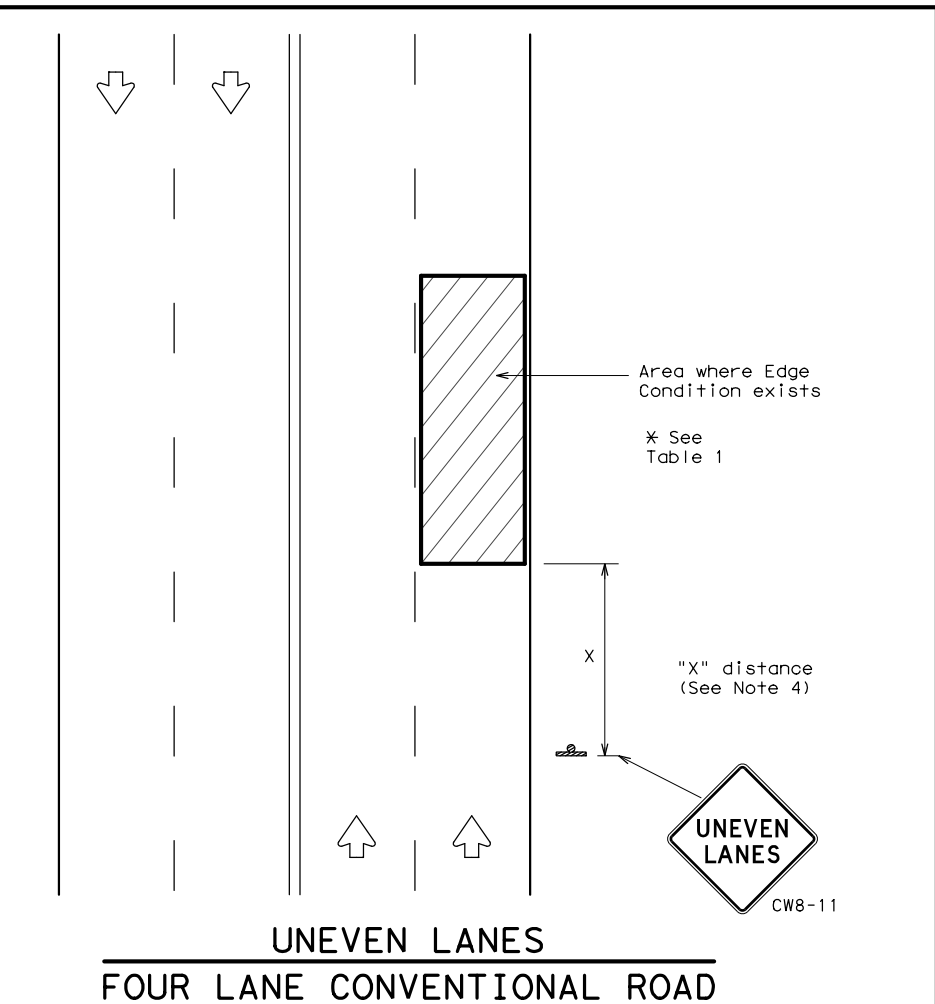 Area where Edge
Condition exists
* See
Table 1
X
"X" distance
(See Note 4)
UNEVEN
LANES
CW8-11
UNEVEN LANES
FOUR LANE CONVENTIONAL ROAD